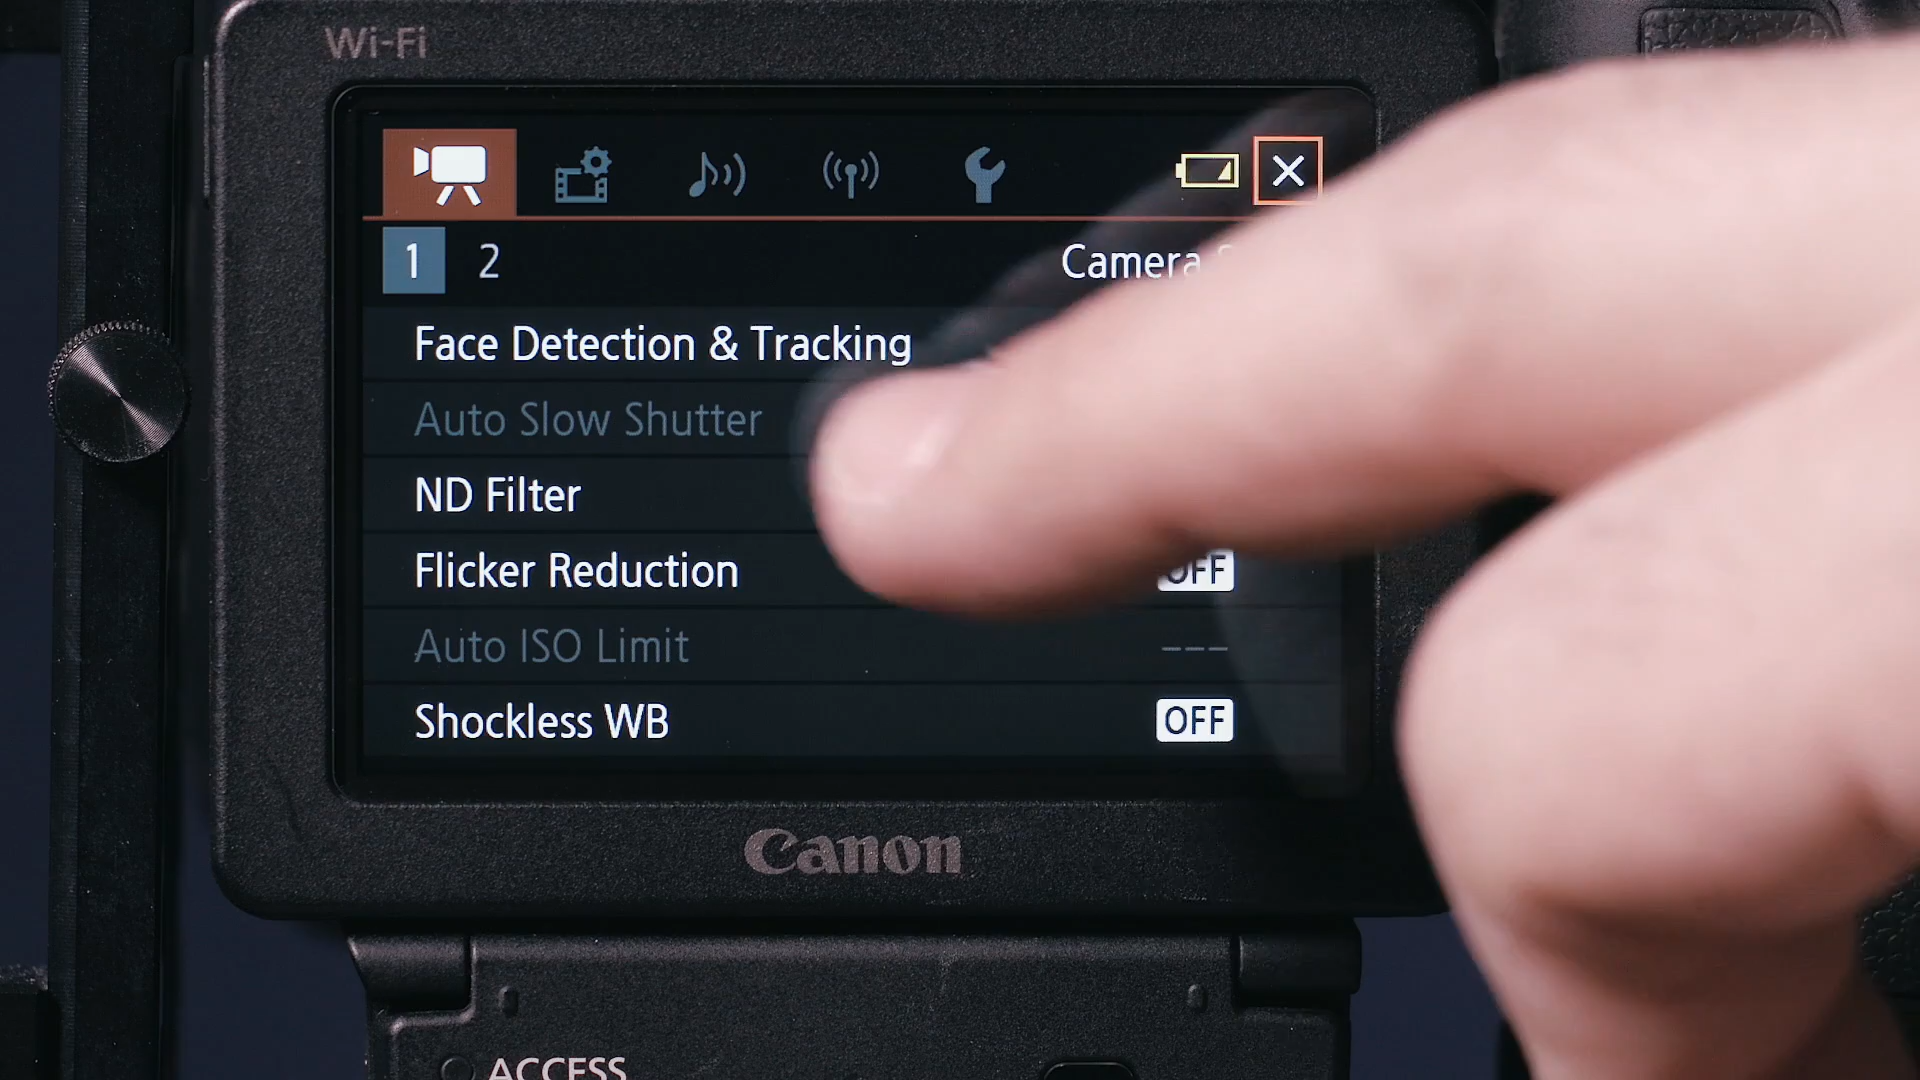 Wi-Fi
1 2 Camera
Face Detection & Tracking
Auto Slow Shutter
ND Filter
Flicker Reduction OFF
Auto ISO Limit ---
Shockless WB OFF
Canon
ACCESS